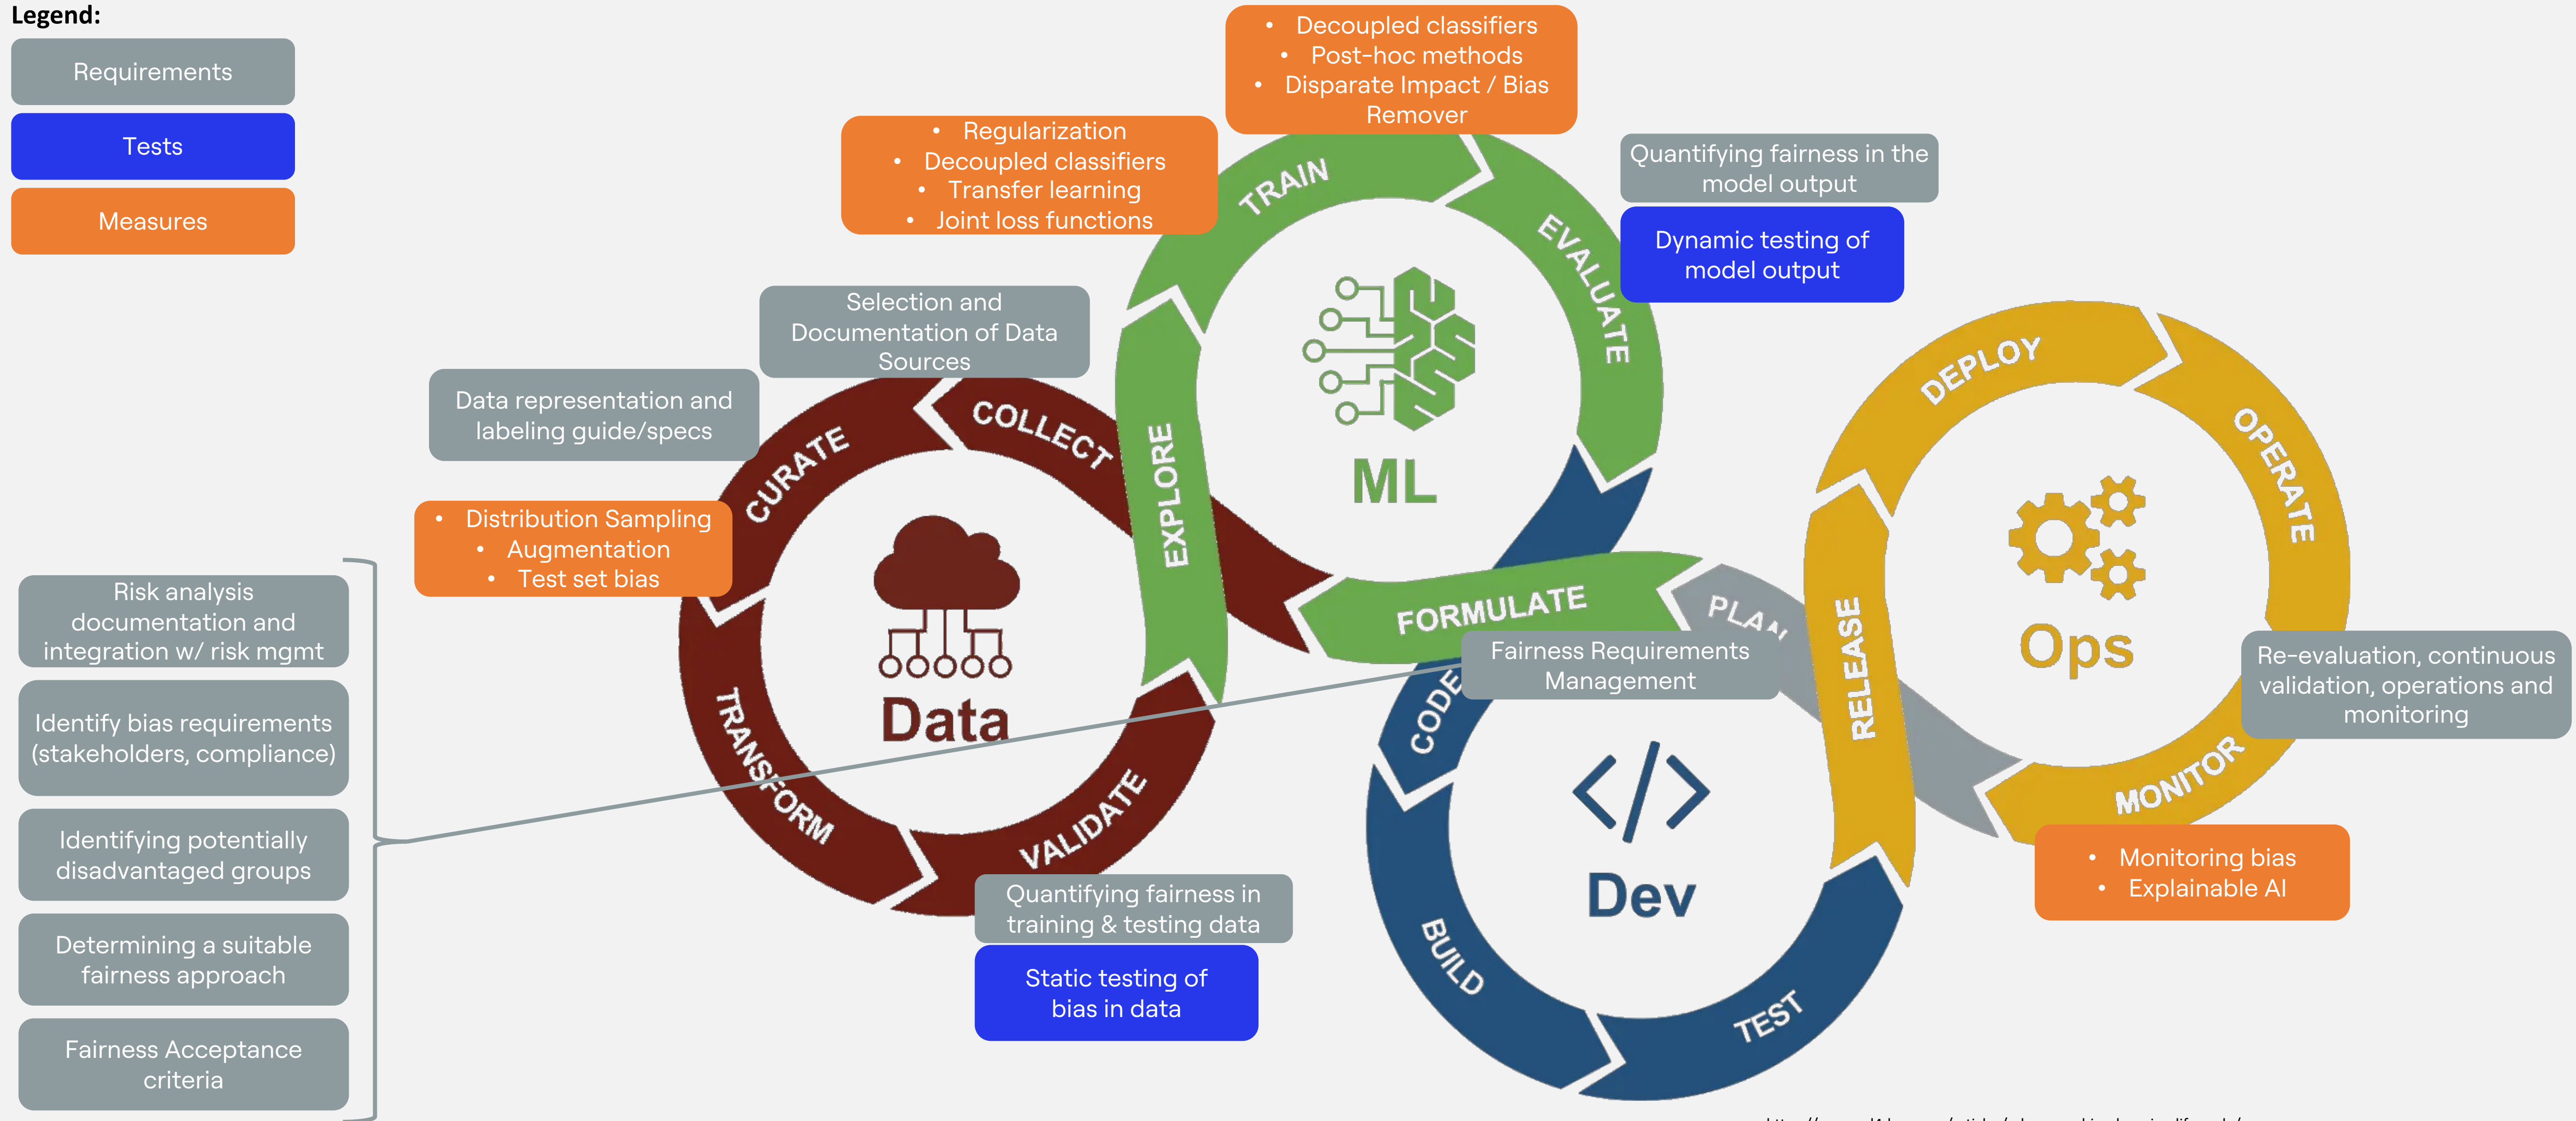 Legend:
Requirements
Tests
Measures
• Decoupled classifiers
• Post-hoc methods
• Disparate Impact / Bias
Remover
• Regularization
• Decoupled classifiers
• Transfer learning
• Joint loss functions
Quantifying fairness in the
model output
Dynamic testing of
model output
Selection and
Documentation of Data
Sources
Data representation and
labeling guide/specs
• Distribution Sampling
• Augmentation
• Test set bias
TRAIN
EVALUATE
EXPLORE
ML
COLLECT
CURATE
TRANSFORM
VALIDATE
Data
FORMULATE
PLAN
Fairness Requirements
Management
CODE
BUILD
TEST
Dev
RELEASE
DEPLOY
OPERATE
MONITOR
Ops
Re-evaluation, continuous
validation, operations and
monitoring
• Monitoring bias
• Explainable AI
Quantifying fairness in
training & testing data
Static testing of
bias in data
Risk analysis
documentation and
integration w/ risk mgmt
Identify bias requirements
(stakeholders, compliance)
Identifying potentially
disadvantaged groups
Determining a suitable
fairness approach
Fairness Acceptance
criteria